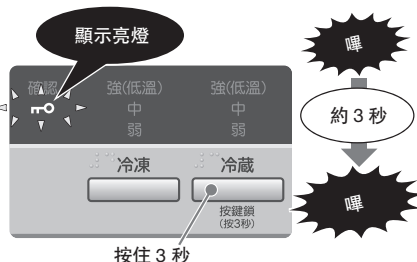 顯示亮燈
確認
強(低溫)
強(低溫)
中
中
弱
弱
冷凍
冷蔵
按鍵鎖
(按3秒)
按住 3 秒
嗶
約 3 秒
嗶